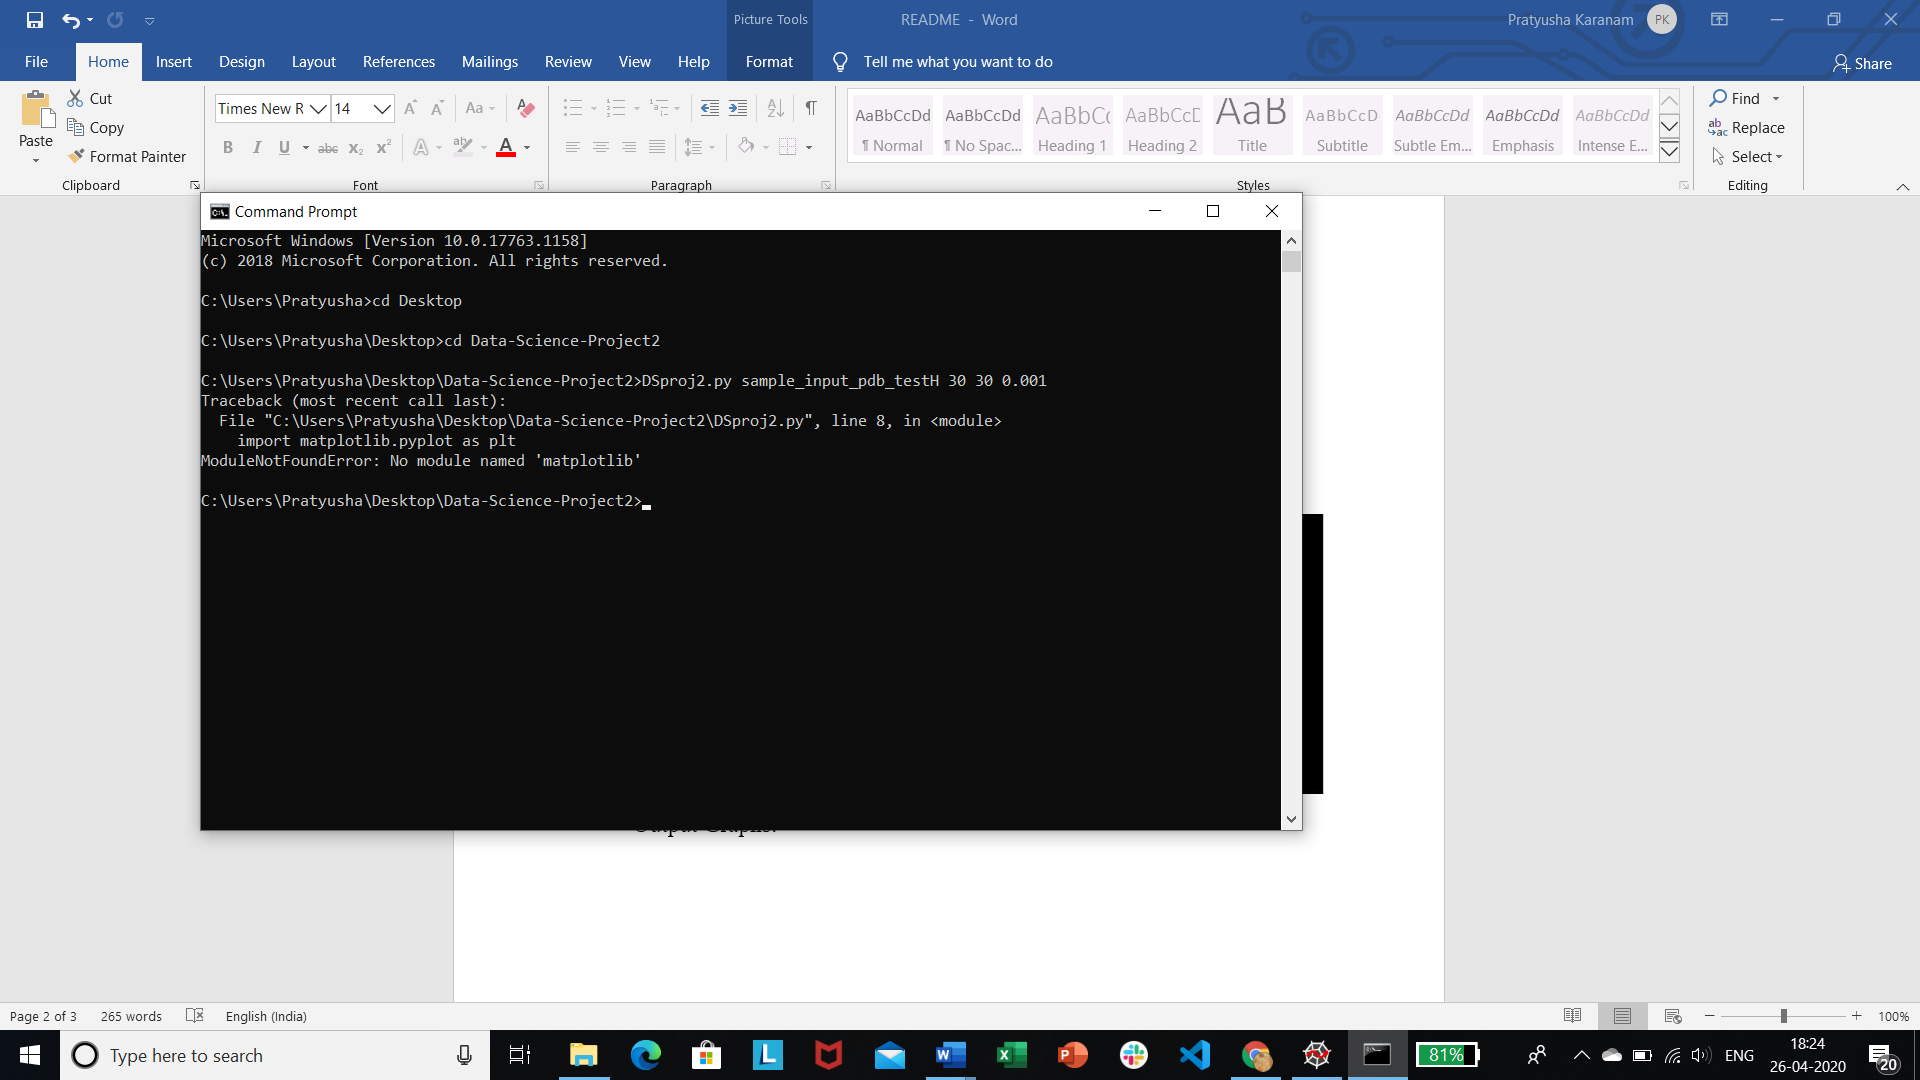 Picture Tools
README - Word
Pratyusha Karanam
PK
File
Home
Insert
Design
Layout
References
Mailings
Review
View
Help
Format
Tell me what you want to do
Share
Paste
Cut
Copy
Format Painter
Clipboard
Times New R
14
Aa
B I U abc x₂ x²
A
Font
Paragraph
AaBbCcDd
¶ Normal
AaBbCcDd
¶ No Spac...
AaBbCc
Heading 1
AaBbCcD
Heading 2
AaB
Title
AaBbCcD
Subtitle
AaBbCcDd
Subtle Em...
AaBbCcDd
Emphasis
AaBbCcDd
Intense E...
Styles
Find
Replace
Select
Editing
Command Prompt
Microsoft Windows [Version 10.0.17763.1158]
(c) 2018 Microsoft Corporation. All rights reserved.
C:\Users\Pratyusha>cd Desktop
C:\Users\Pratyusha\Desktop>cd Data-Science-Project2
C:\Users\Pratyusha\Desktop\Data-Science-Project2>DSproj2.py sample_input_pdb_testH 30 30 0.001
Traceback (most recent call last):
  File "C:\Users\Pratyusha\Desktop\Data-Science-Project2\DSproj2.py", line 8, in <module>
    import matplotlib.pyplot as plt
ModuleNotFoundError: No module named 'matplotlib'
C:\Users\Pratyusha\Desktop\Data-Science-Project2>
Page 2 of 3
265 words
English (India)
100%
Type here to search
81%
ENG
18:24
26-04-2020
20